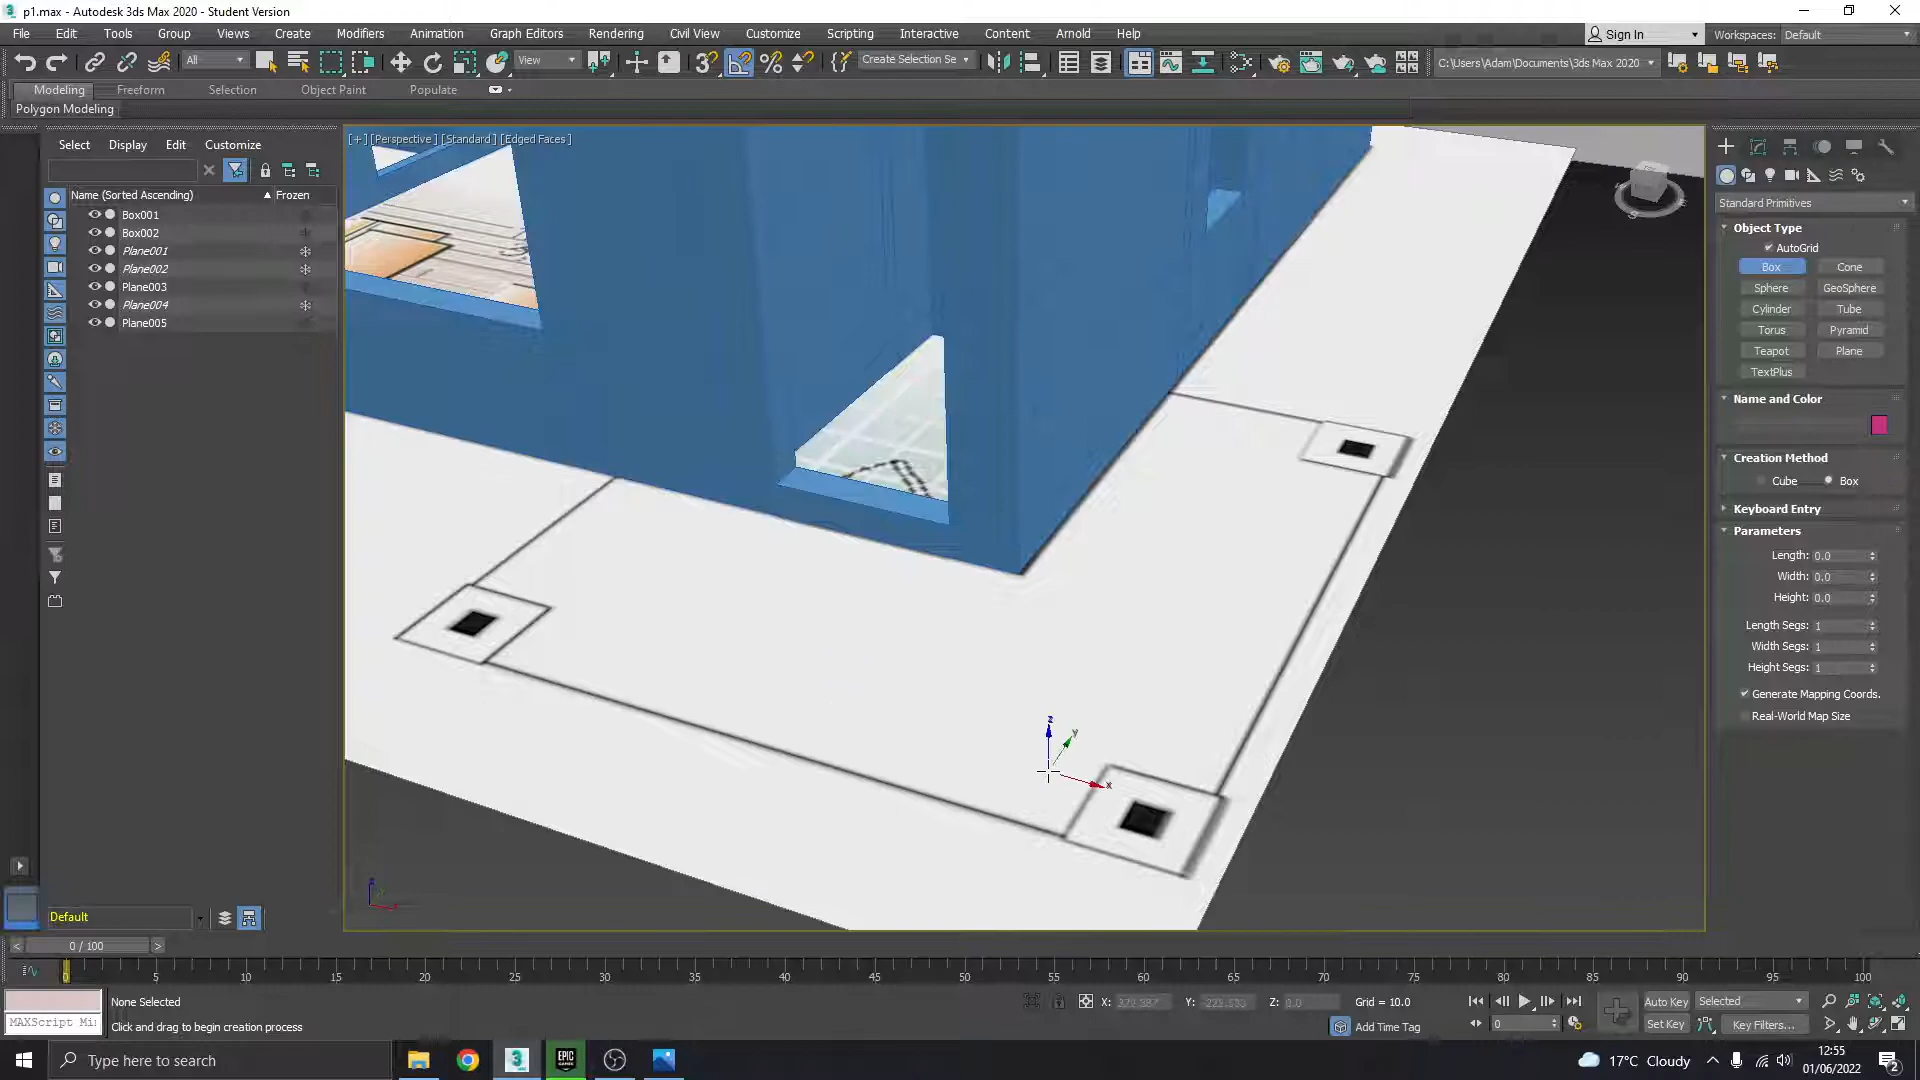 p1.max - Autodesk 3ds Max 2020 - Student Version
File Edit Tools Group Views Create Modifiers Animation Graph Editors Rendering Civil View Customize Scripting Interactive Content Arnold Help
Sign In
Workspaces: Default
All
View
Create Selection Se
C:\Users\Adam\Documents\3ds Max 2020
Modeling Freeform Selection Object Paint Populate
Polygon Modeling
Select Display Edit Customize
Name (Sorted Ascending) Frozen
Box001
Box002
Plane001
Plane002
Plane003
Plane004
Plane005
[+] [Perspective] [Standard] [Edged Faces]
z
y
x
Standard Primitives
Object Type
AutoGrid
Box Cone
Sphere GeoSphere
Cylinder Tube
Torus Pyramid
Teapot Plane
TextPlus
Name and Color
Creation Method
Cube Box
Keyboard Entry
Parameters
Length: 0.0
Width: 0.0
Height: 0.0
Length Segs: 1
Width Segs: 1
Height Segs: 1
Generate Mapping Coords.
Real-World Map Size
Default
0 / 100
0 5 10 15 20 25 30 35 40 45 50 55 60 65 70 75 80 85 90 95 100
None Selected
X: Y: Z: 0.0 Grid = 10.0
Auto Key Selected
MAXScript Mi
Click and drag to begin creation process
Add Time Tag
0
Set Key Key Filters...
Type here to search
3
EPIC
GAMES
17°C Cloudy
12:55
01/06/2022
2